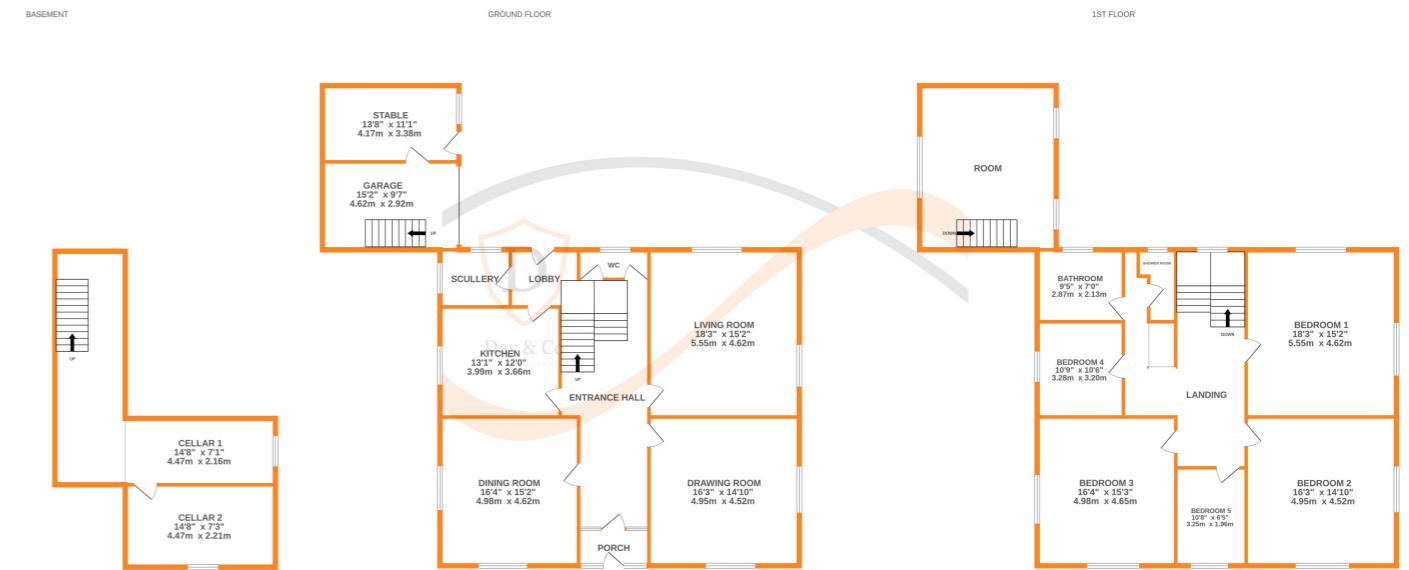 BASEMENT
GROUND FLOOR
1ST FLOOR
UP
CELLAR 1
14'8" x 7'1"
4.47m x 2.16m
CELLAR 2
14'8" x 7'3"
4.47m x 2.21m
STABLE
13'8" x 11'1"
4.17m x 3.38m
GARAGE
15'2" x 9'7"
4.62m x 2.92m
UP
SCULLERY
LOBBY
WC
D
Day & Co
KITCHEN
13'1" x 12'0"
3.99m x 3.66m
UP
ENTRANCE HALL
LIVING ROOM
18'3" x 15'2"
5.55m x 4.62m
DINING ROOM
16'4" x 15'2"
4.98m x 4.62m
DRAWING ROOM
16'3" x 14'10"
4.95m x 4.52m
PORCH
ROOM
DOWN
BATHROOM
9'5" x 7'0"
2.87m x 2.13m
SHOWER ROOM
DOWN
BEDROOM 1
18'3" x 15'2"
5.55m x 4.62m
BEDROOM 4
10'9" x 10'6"
3.28m x 3.20m
LANDING
BEDROOM 3
16'4" x 15'3"
4.98m x 4.65m
BEDROOM 5
10'8" x 6'5"
3.25m x 1.96m
BEDROOM 2
16'3" x 14'10"
4.95m x 4.52m